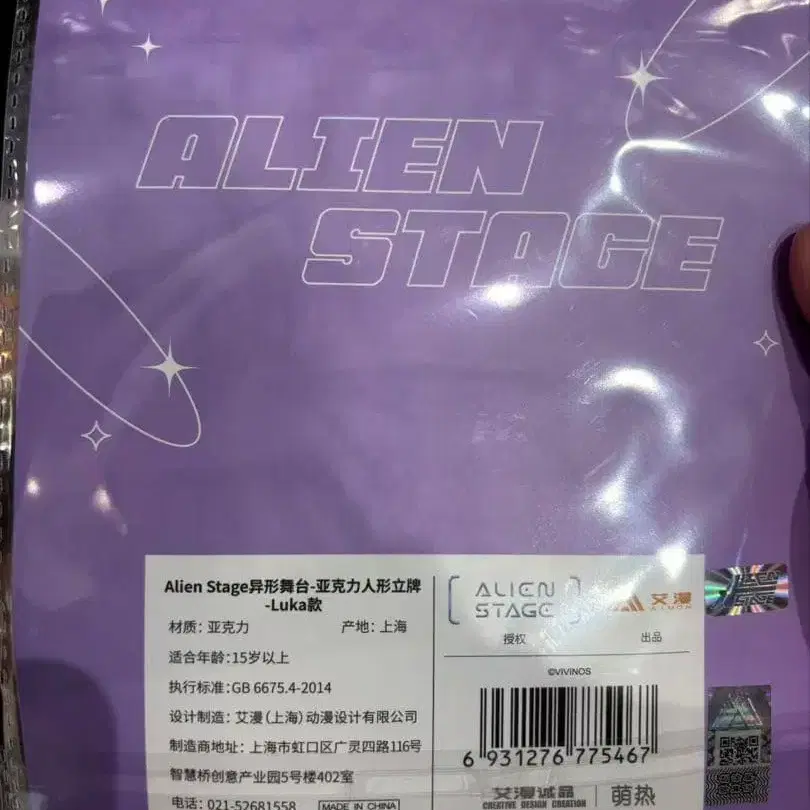 ALIEN
STAGE
Alien Stage异形舞台-亚克力人形立牌
-Luka款
材质：亚克力 产地：上海
适合年龄：15岁以上
执行标准：GB 6675.4-2014
设计制造：艾漫（上海）动漫设计有限公司
制造商地址：上海市虹口区广灵四路116号
智慧桥创意产业园5号楼402室
电话：021-52681558 MADE IN CHINA
ALIEN
STAGE
授权
艾漫
AIMON
出品
©VIVINOS
6 931276 775467
艾漫诚品
CREATIVE DESIGN CREATION
萌热